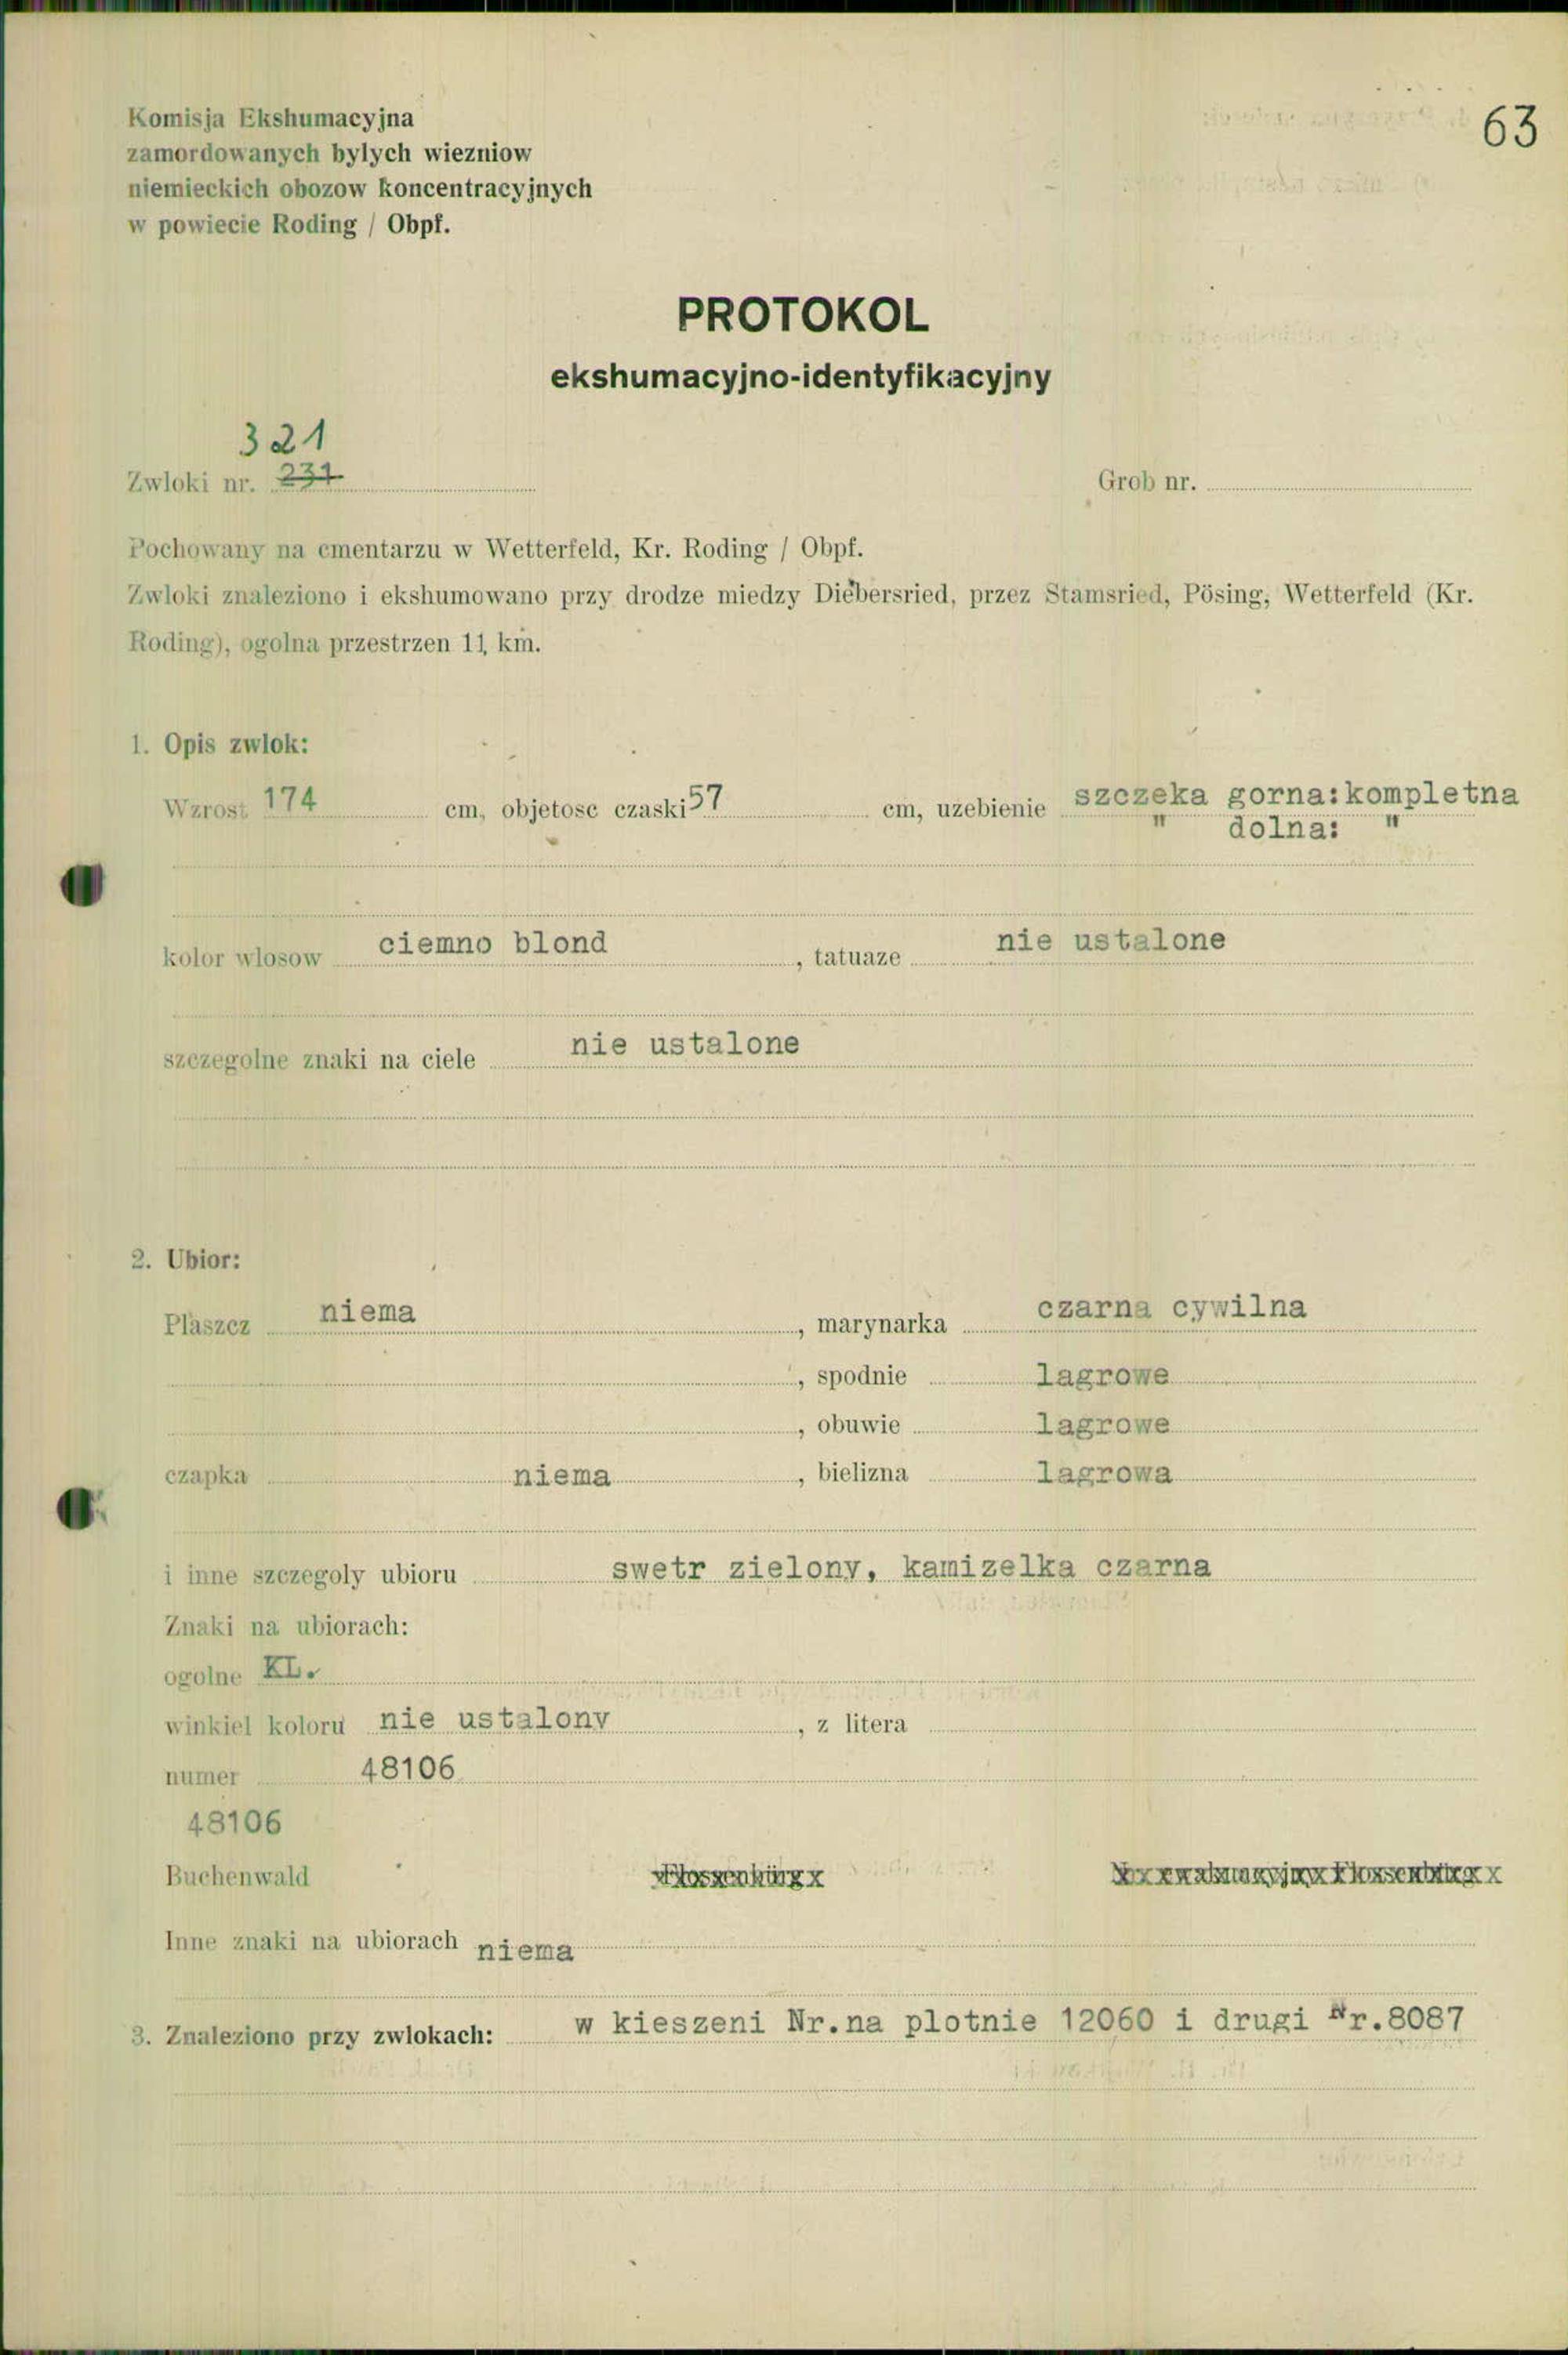 63
Komisja Ekshumacyjna
zamordowanych bylych wiezniow
niemieckich obozow koncentracyjnych
w powiecie Roding / Obpf.
PROTOKOL
ekshumacyjno-identyfikacyjny
321
Zwloki nr. 231 Grob nr.
Pochowany na cmentarzu w Wetterfeld, Kr. Roding / Obpf.
Zwloki znaleziono i ekshumowano przy drodze miedzy Diebersried, przez Stamsried, Pösing, Wetterfeld (Kr.
Roding), ogolna przestrzen 11, km.
1. Opis zwlok:
Wzrost 174 cm, objetosc czaski 57 cm, uzebienie szczeka gorna:kompletna
" dolna: "
kolor wlosow ciemno blond , tatuaze nie ustalone
szczegolne znaki na ciele nie ustalone
2. Ubior:
Plaszcz niema , marynarka czarna cywilna
, spodnie lagrowe
, obuwie lagrowe
czapka niema , bielizna lagrowa
i inne szczegoly ubioru swetr zielony, kamizelka czarna
Znaki na ubiorach:
ogolne KL.
winkiel koloru nie ustalony , z litera
numer 48106
48106
Buchenwald Flossenbürg
Inne znaki na ubiorach niema
3. Znaleziono przy zwlokach: w kieszeni Nr.na plotnie 12060 i drugi Nr.8087